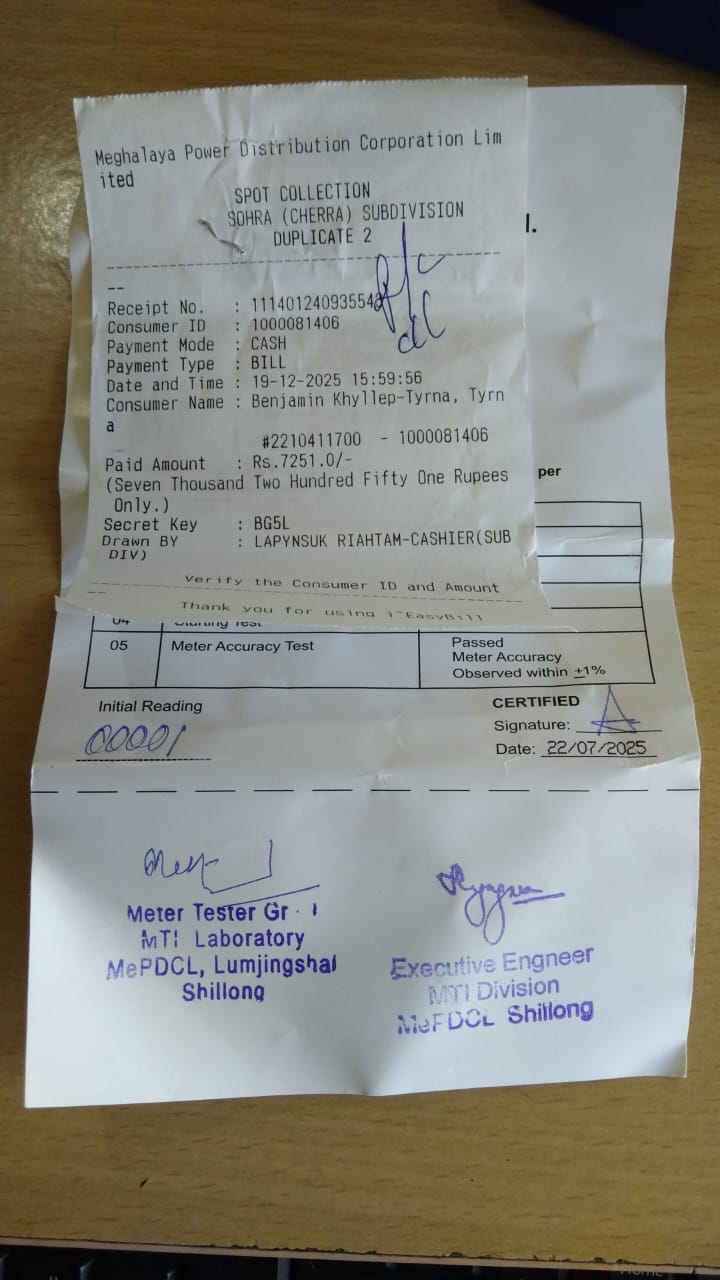 Meghalaya Power Distribution Corporation Lim
ited
SPOT COLLECTION
SOHRA (CHERRA) SUBDIVISION
DUPLICATE 2
l.
--
Receipt No. : 111401240935542
Consumer ID : 1000081406
Payment Mode : CASH
Payment Type : BILL
Date and Time : 19-12-2025 15:59:56
Consumer Name : Benjamin Khyllep-Tyrna, Tyrn
a
#2210411700 - 1000081406
Paid Amount : Rs.7251.0/-
per
(Seven Thousand Two Hundred Fifty One Rupees
Only.)
Secret Key : BG5L
Drawn BY : LAPYNSUK RIAHTAM-CASHIER(SUB
DIV)
Verify the Consumer ID and Amount
--
Thank you for using i~EasyBill
04 Starting Test
05 Meter Accuracy Test Passed
Meter Accuracy
Observed within ±1%
Initial Reading
00001
CERTIFIED
Signature:
Date: 22/07/2025
Meter Tester Gr - I
MTI Laboratory
MePDCL, Lumjingshai
Shillong
Executive Engneer
MTI Division
MePDCL Shillong